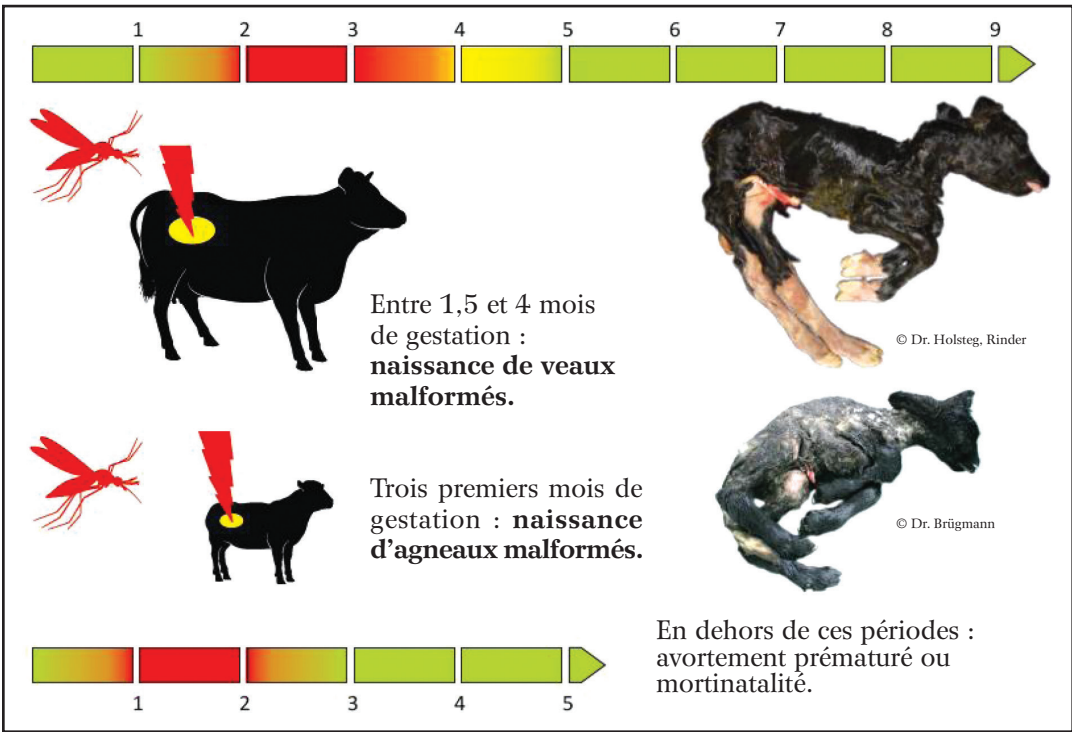 1 2 3 4 5 6 7 8 9
Entre 1,5 et 4 mois
de gestation :
naissance de veaux
malformés.
© Dr. Holsteg, Rinder
Trois premiers mois de
gestation : naissance
d'agneaux malformés.
© Dr. Brügmann
En dehors de ces périodes :
avortement prématuré ou
mortinatalité.
1 2 3 4 5